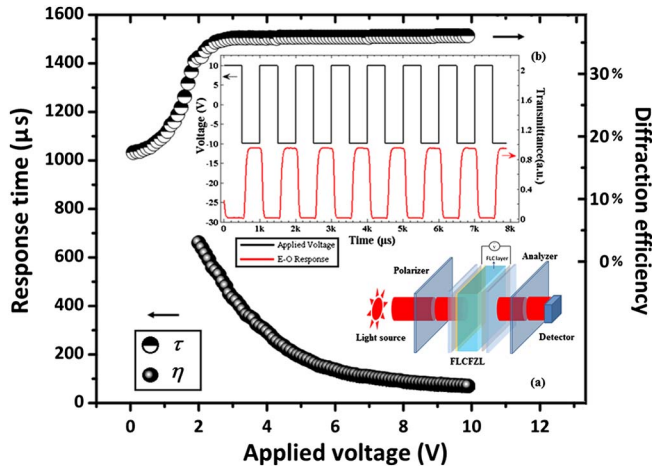 1600
1400
1200
1000
800
600
400
200
0
Response time (µs)
0
2
4
6
8
10
12
Applied voltage (V)
30%
20%
10%
0%
Diffraction efficiency
τ
η
(b)
10
5
0
-5
-10
-15
-20
-25
-30
Voltage (V)
2
1.6
1.2
0.8
0.4
0
Transmittance(a.u.)
0
1k
2k
3k
4k
5k
6k
7k
8k
Time (µs)
Applied Voltage
E-O Response
V
FLC layer
Polarizer
Analyzer
Light source
Detector
FLCFZL
(a)